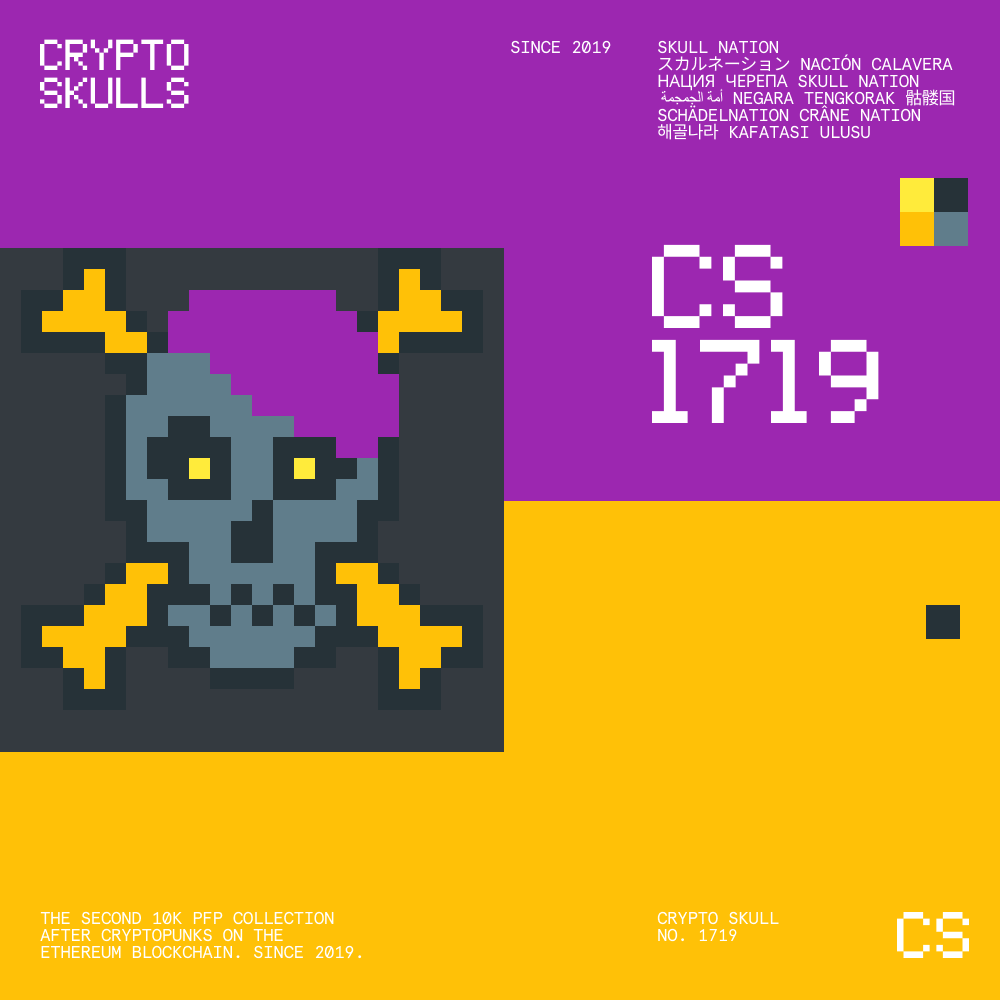 CRYPTO
SKULLS
SINCE 2019
SKULL NATION
スカルネーション NACIÓN CALAVERA
НАЦИЯ ЧЕРЕПА SKULL NATION
أمة الجمجمة NEGARA TENGKORAK 骷髅国
SCHÄDELNATION CRÂNE NATION
해골나라 KAFATASI ULUSU
CS
1719
THE SECOND 10K PFP COLLECTION
AFTER CRYPTOPUNKS ON THE
ETHEREUM BLOCKCHAIN. SINCE 2019.
CRYPTO SKULL
NO. 1719
CS